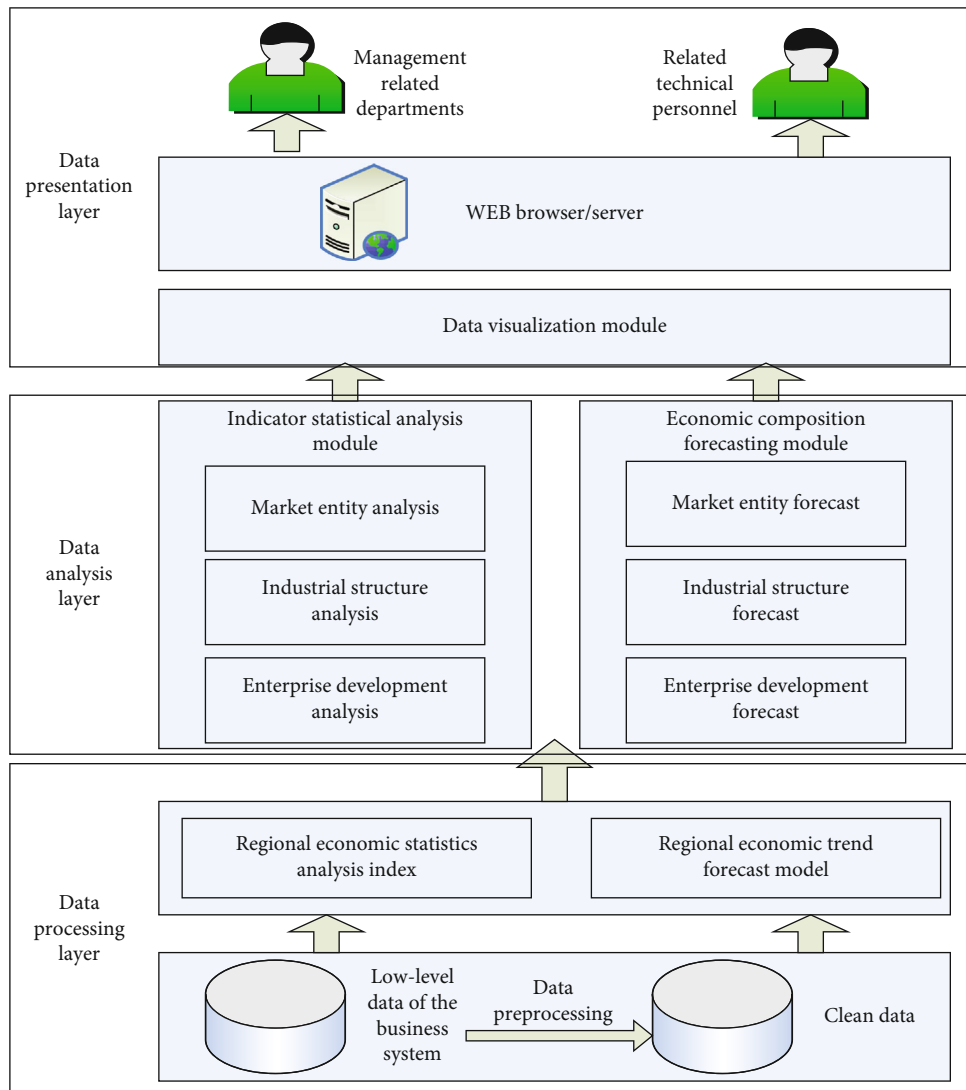 Management
related
departments
Related
technical
personnel
Data
presentation
layer
WEB browser/server
Data visualization module
Data
analysis
layer
Indicator statistical analysis
module
Market entity analysis
Industrial structure
analysis
Enterprise development
analysis
Economic composition
forecasting module
Market entity forecast
Industrial structure
forecast
Enterprise development
forecast
Data
processing
layer
Regional economic statistics
analysis index
Regional economic trend
forecast model
Low-level
data of the
business
system
Data
preprocessing
Clean data